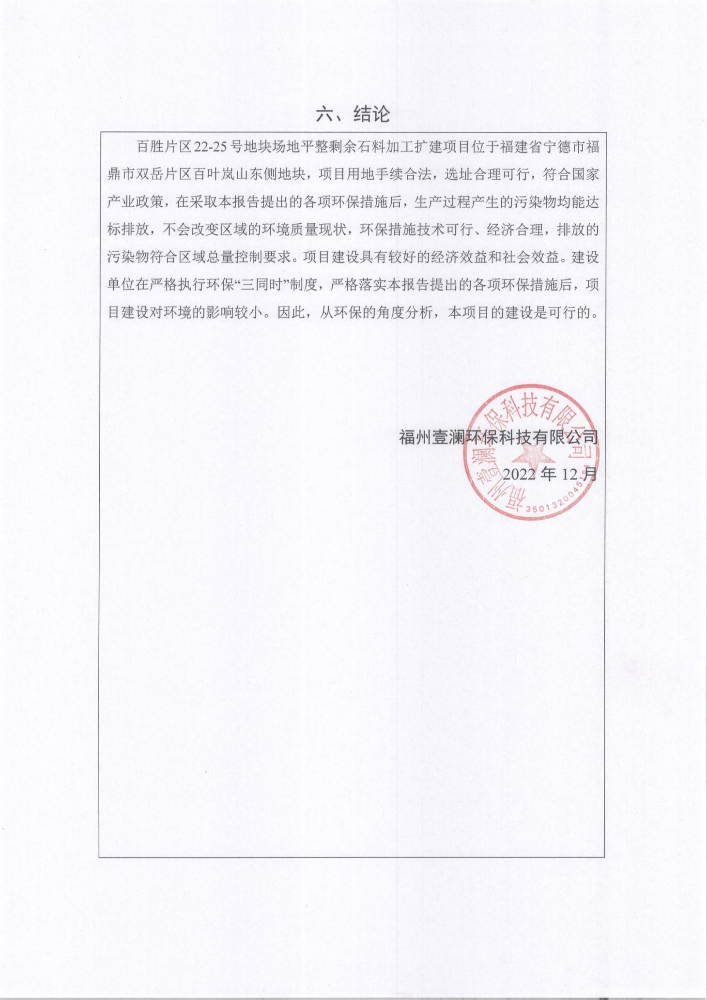 六、结论
百胜片区22-25号地块场地平整剩余石料加工扩建项目位于福建省宁德市福
鼎市双岳片区百叶岚山东侧地块，项目用地手续合法，选址合理可行，符合国家
产业政策，在采取本报告提出的各项环保措施后，生产过程产生的污染物均能达
标排放，不会改变区域的环境质量现状，环保措施技术可行、经济合理，排放的
污染物符合区域总量控制要求。项目建设具有较好的经济效益和社会效益。建设
单位在严格执行环保“三同时”制度，严格落实本报告提出的各项环保措施后，项
目建设对环境的影响较小。因此，从环保的角度分析，本项目的建设是可行的。
福州壹澜环保科技有限公司
2022年12月
福州壹澜环保科技有限公司